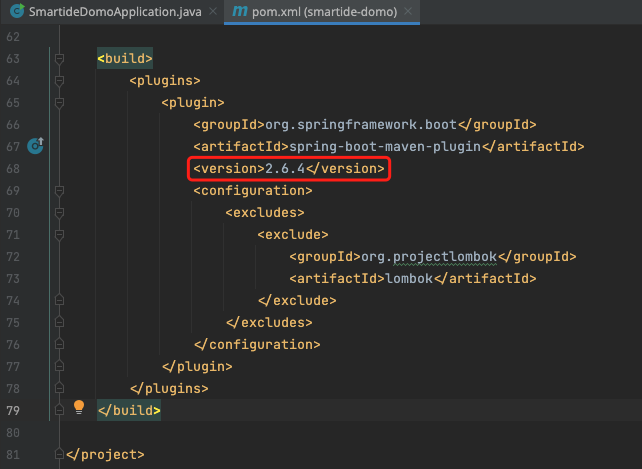 SmartideDomoApplication.java
pom.xml (smartide-domo)
62
63 <build>
64 <plugins>
65 <plugin>
66 <groupId>org.springframework.boot</groupId>
67 <artifactId>spring-boot-maven-plugin</artifactId>
68 <version>2.6.4</version>
69 <configuration>
70 <excludes>
71 <exclude>
72 <groupId>org.projectlombok</groupId>
73 <artifactId>lombok</artifactId>
74 </exclude>
75 </excludes>
76 </configuration>
77 </plugin>
78 </plugins>
79 </build>
80
81 </project>